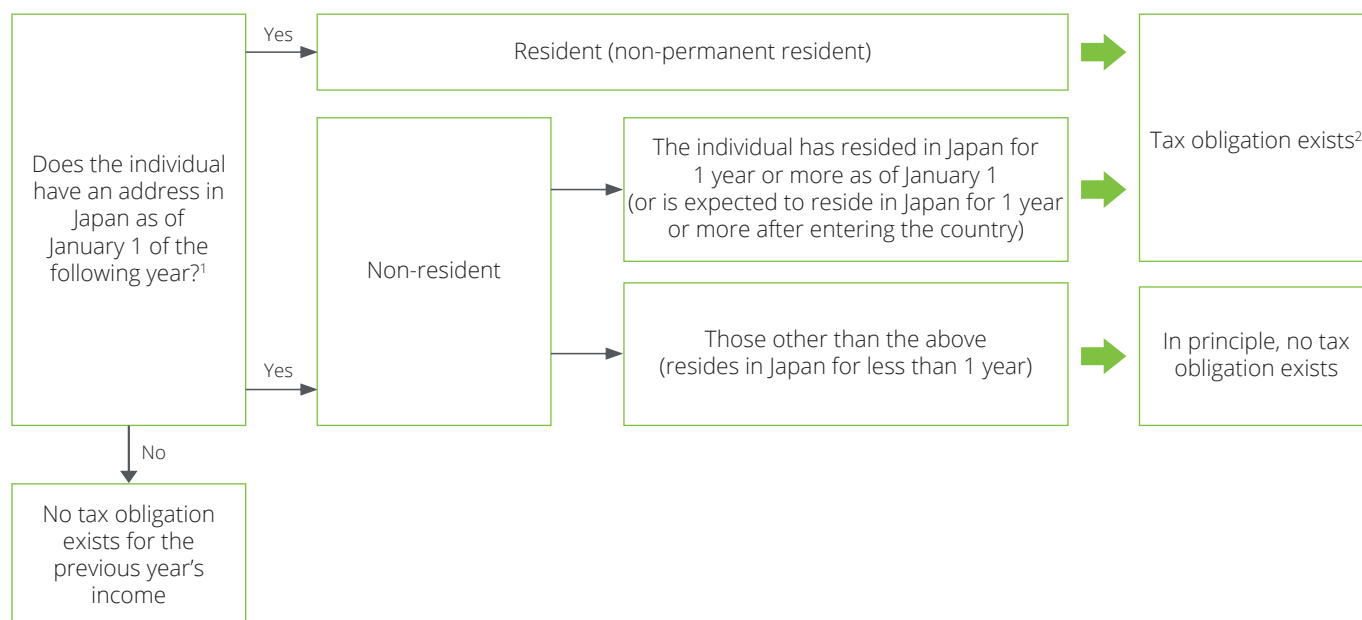 Does the individual
have an address in
Japan as of
January 1 of the
following year?¹
Yes
Resident (non-permanent resident)
Tax obligation exists²
Yes
Non-resident
The individual has resided in Japan for
1 year or more as of January 1
(or is expected to reside in Japan for 1 year
or more after entering the country)
Those other than the above
(resides in Japan for less than 1 year)
In principle, no tax
obligation exists
No
No tax obligation
exists for the
previous year’s
income